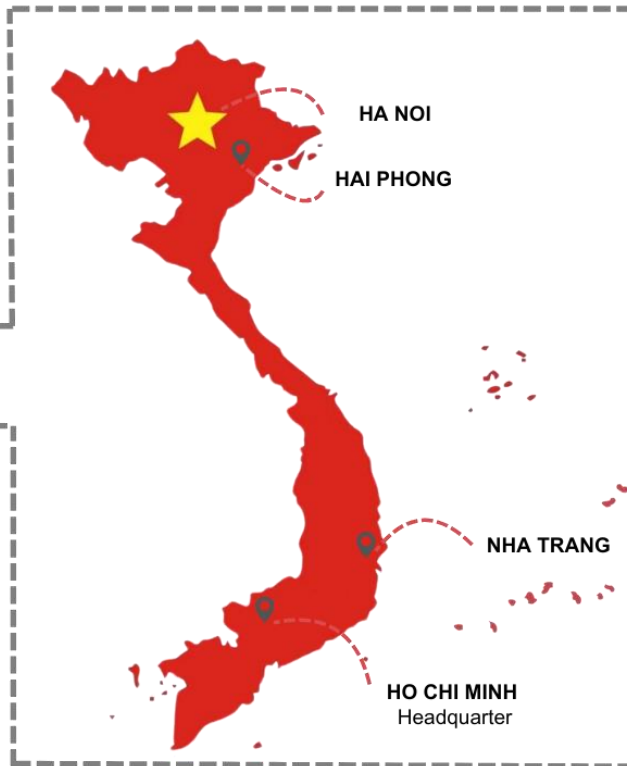 HA NOI
HAI PHONG
NHA TRANG
HO CHI MINH
Headquarter